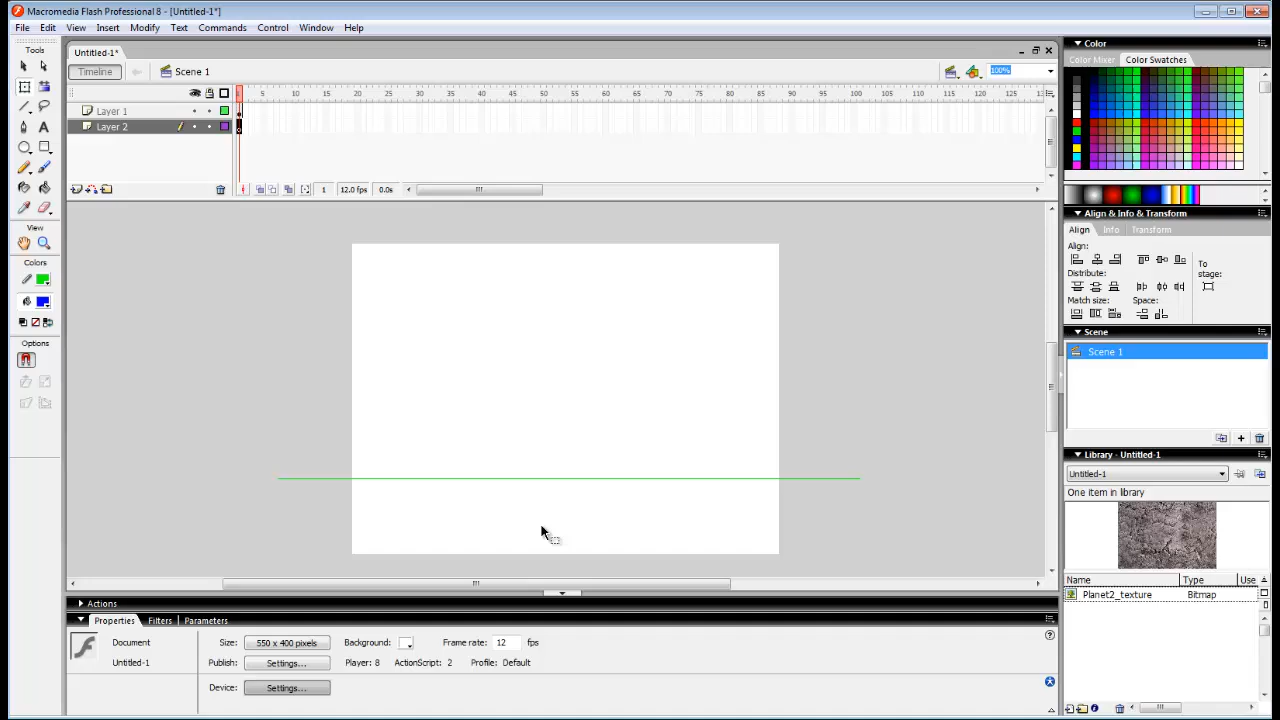 Macromedia Flash Professional 8 - [Untitled-1*]
File Edit View Insert Modify Text Commands Control Window Help
Tools
Untitled-1*
Timeline
Scene 1
100%
Layer 1
Layer 2
5 10 15 20 25 30 35 40 45 50 55 60 65 70 75 80 85 90 95 100 105 110 115 120 125
1 12.0 fps 0.0s
View
Colors
Options
Color
Color Mixer Color Swatches
Align & Info & Transform
Align Info Transform
Align:
To stage:
Distribute:
Match size: Space:
Scene
Scene 1
Library - Untitled-1
Untitled-1
One item in library
Name Type Use
Planet2_texture Bitmap
Actions
Properties Filters Parameters
Document
Untitled-1
Size: 550 x 400 pixels Background: Frame rate: 12 fps
Publish: Settings... Player: 8 ActionScript: 2 Profile: Default
Device: Settings...